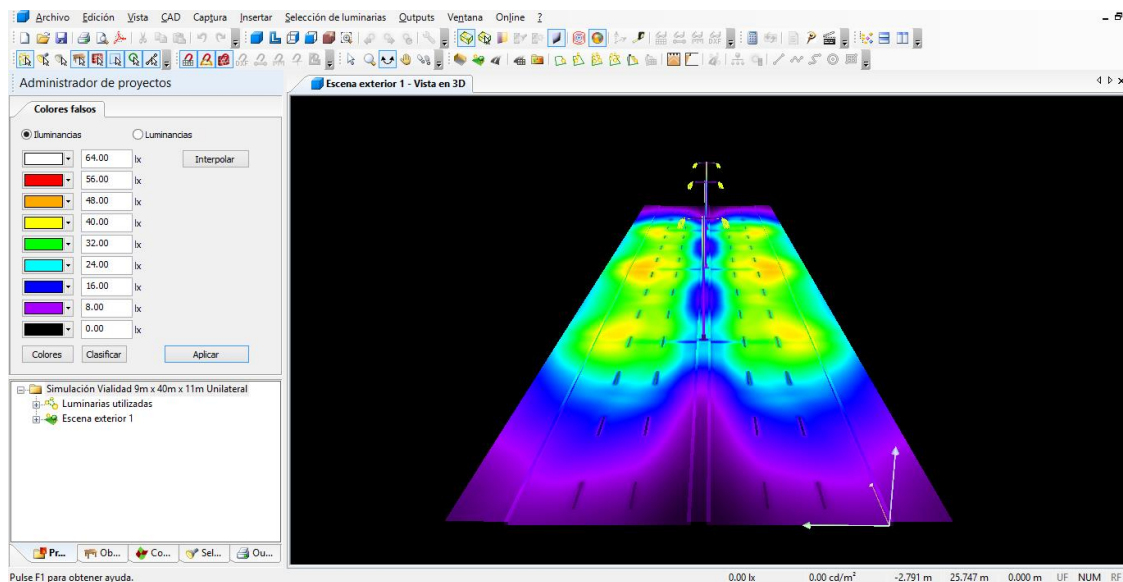 Archivo Edición Vista CAD Captura Insertar Selección de luminarias Outputs Ventana Online ?
Administrador de proyectos
Escena exterior 1 - Vista en 3D
Colores falsos
Iluminancias Luminancias
64.00 lx Interpolar
56.00 lx
48.00 lx
40.00 lx
32.00 lx
24.00 lx
16.00 lx
8.00 lx
0.00 lx
Colores Clasificar Aplicar
Simulación Vialidad 9m x 40m x 11m Unilateral
Luminarias utilizadas
Escena exterior 1
Pr... Ob... Co... Sel... Ou...
Pulse F1 para obtener ayuda. 0.00 lx 0.00 cd/m² -2.791 m 25.747 m 0.000 m UF NUM RF